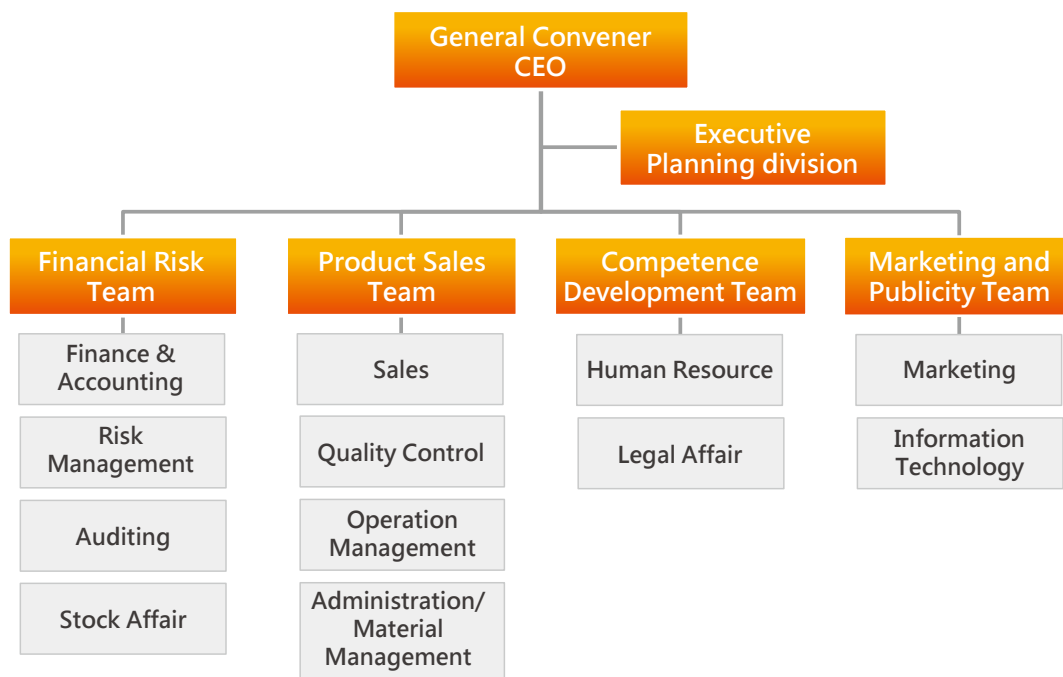 General Convener
CEO
Executive
Planning division
Financial Risk
Team
Product Sales
Team
Competence
Development Team
Marketing and
Publicity Team
Finance &
Accounting
Risk
Management
Auditing
Stock Affair
Sales
Quality Control
Operation
Management
Administration/
Material
Management
Human Resource
Legal Affair
Marketing
Information
Technology